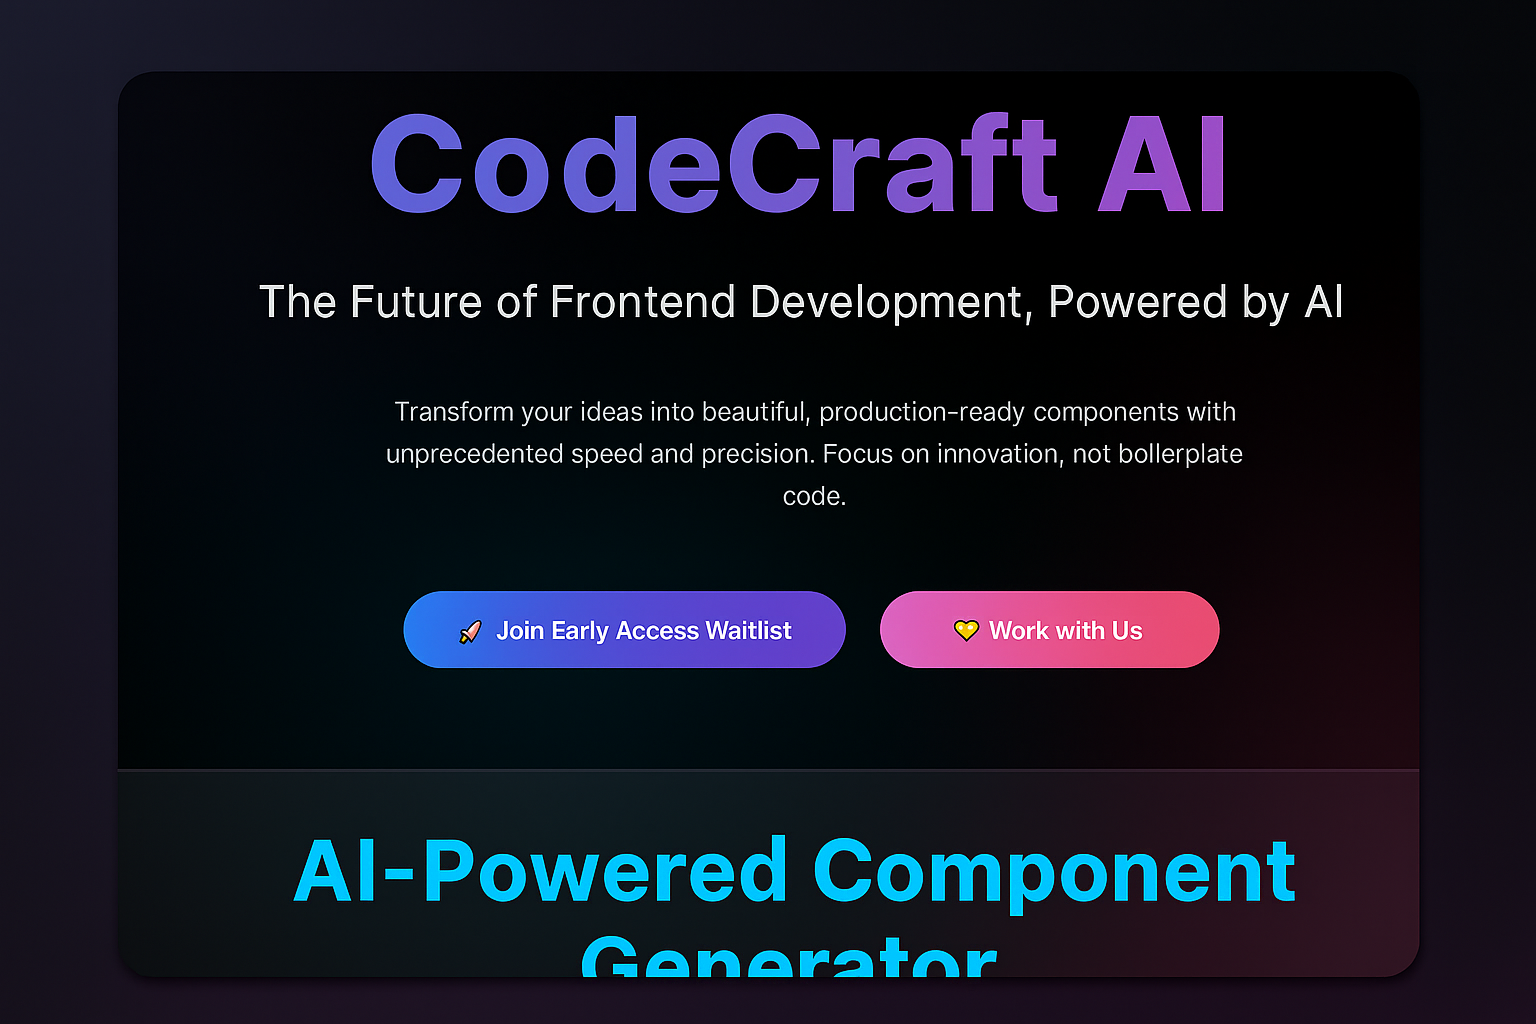 CodeCraft AI
The Future of Frontend Development, Powered by AI
Transform your ideas into beautiful, production-ready components with
unprecedented speed and precision. Focus on innovation, not bollerplate
code.
Join Early Access Waitlist
Work with Us
AI-Powered Component
Generator